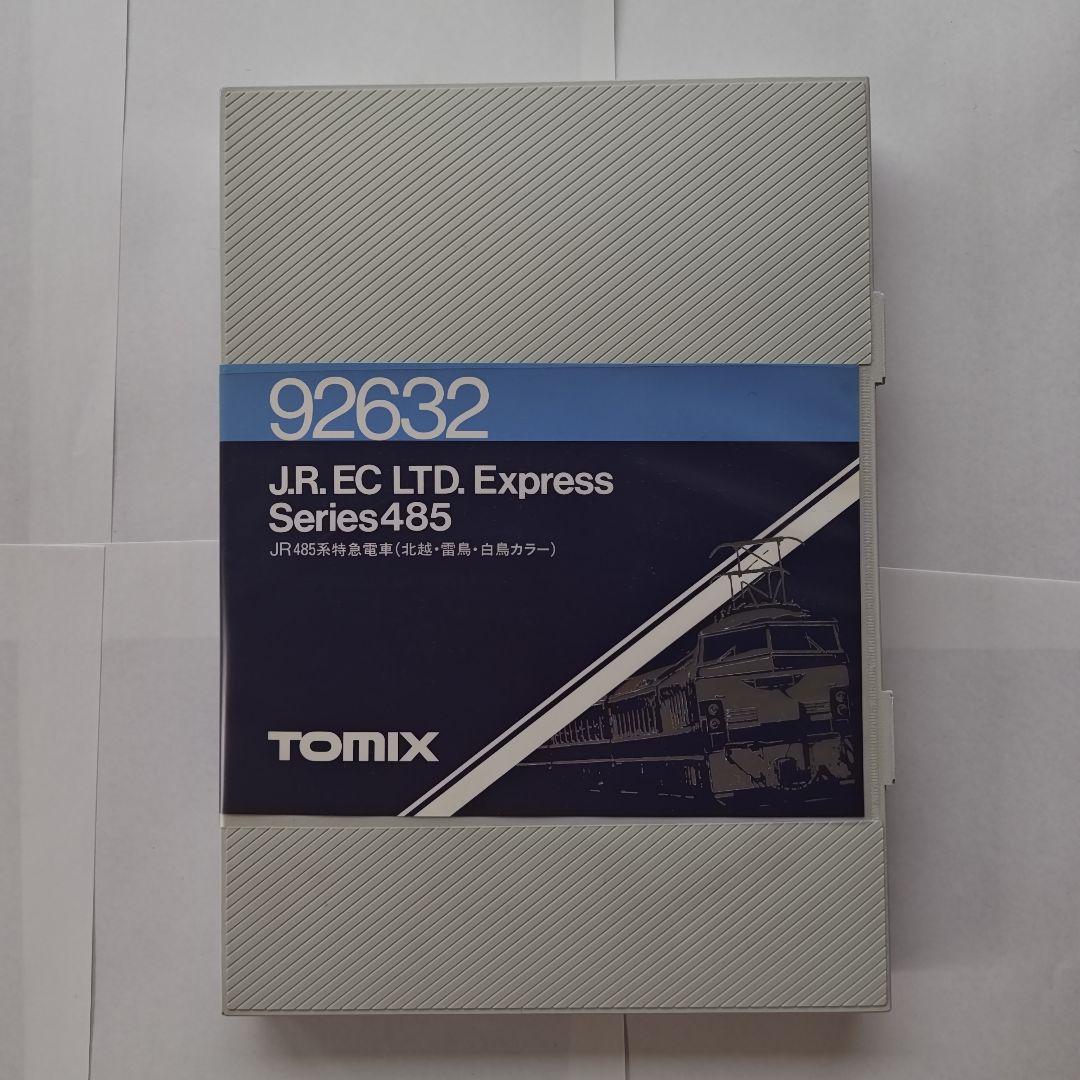 92632
J.R. EC LTD. Express
Series485
JR485系特急電車(北越・雷鳥・白鳥カラー)
TOMIX